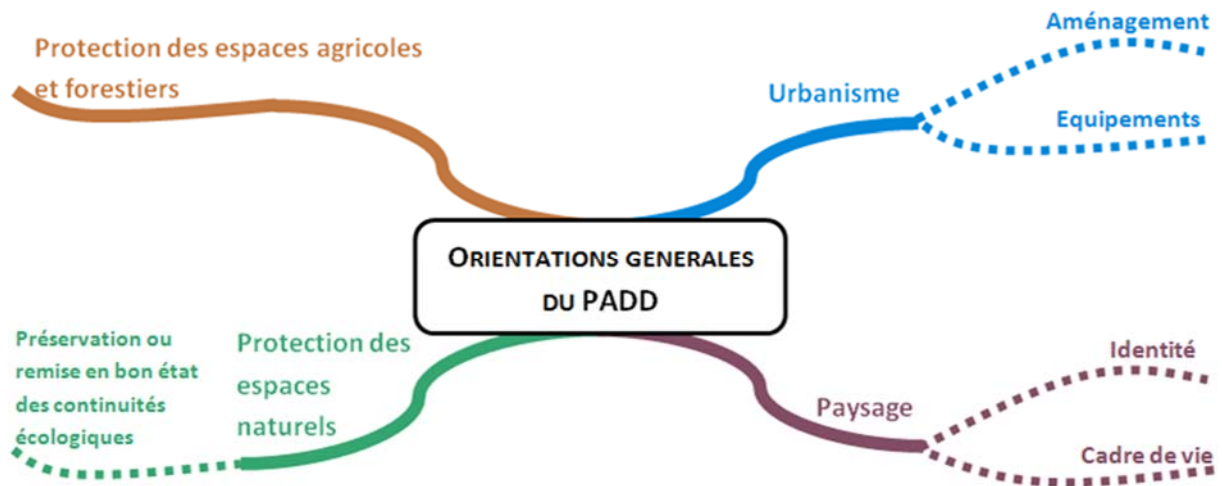 Protection des espaces agricoles
et forestiers
Urbanisme
Aménagement
Equipements
ORIENTATIONS GENERALES
DU PADD
Préservation ou
remise en bon état
des continuités
écologiques
Protection des
espaces
naturels
Paysage
Identité
Cadre de vie